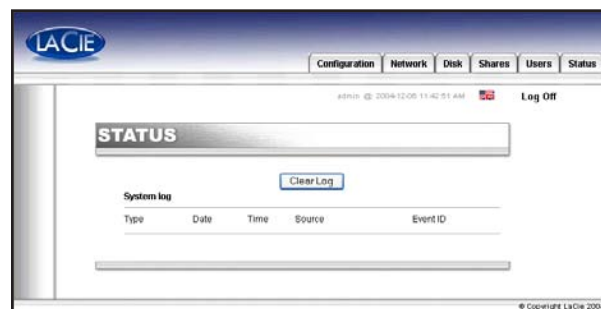 LACIE
Configuration Network Disk Shares Users Status
admin @ 2004-12-06 11:42:51 AM Log Off
STATUS
Clear Log
System log
Type Date Time Source Event ID
© Copyright LaCie 200